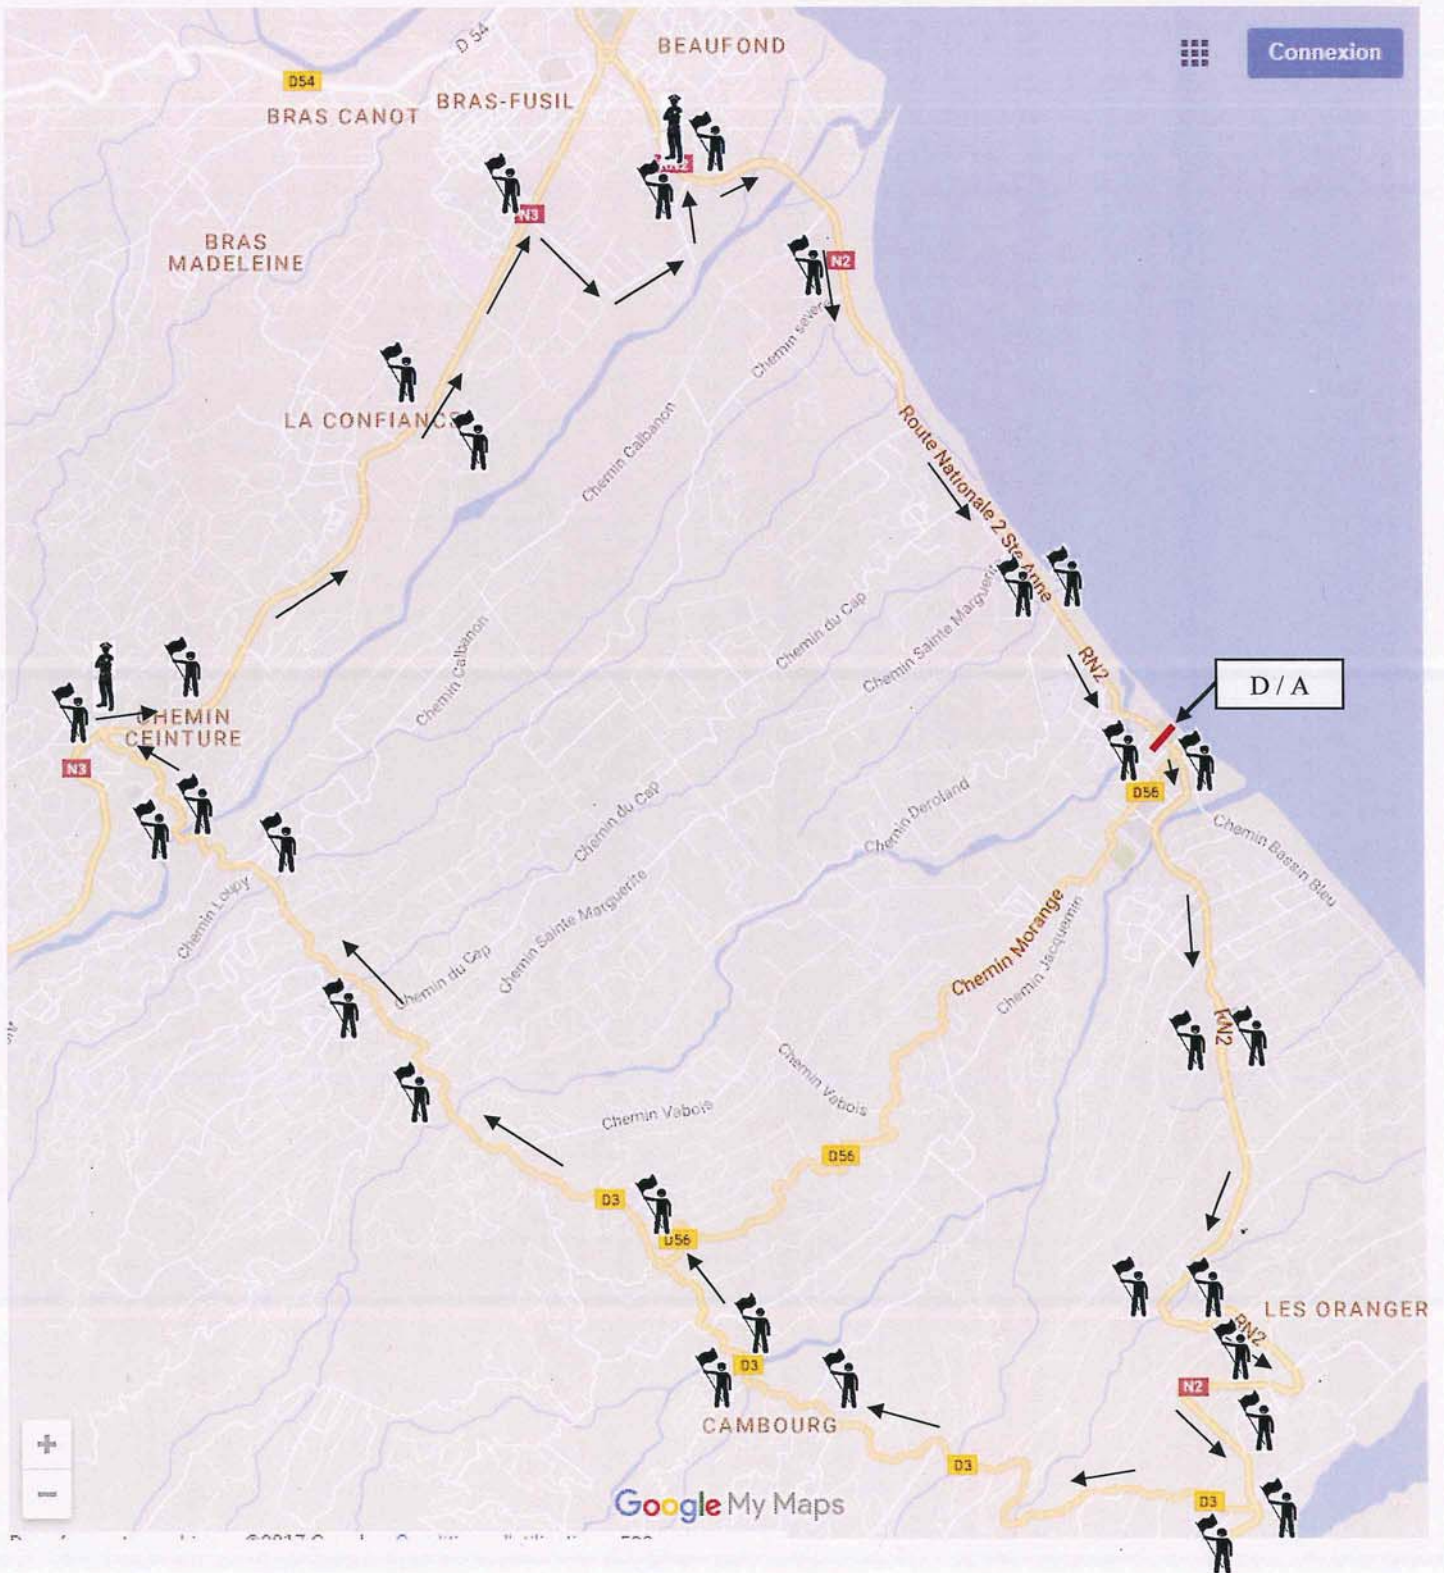 BEAUFOND
D 54
Connexion
D54
BRAS-FUSIL
BRAS CANOT
N3
BRAS
MADELEINE
N2
Chemin severe
LA CONFIANCE
Chemin Calbanon
Route Nationale 2 Ste Anne
Chemin du Cap
Chemin Sainte Marguerite
Chemin Calbanon
RN2
D / A
CHEMIN
CEINTURE
N3
D56
Chemin du Cap
Chemin Deroland
Chemin Bassin Bleu
Chemin Loupy
Chemin Sainte Marguerite
Chemin Morange
Chemin Jacquemin
Chemin du Cap
RN2
Chemin Vabois
Chemin Vabois
D56
D3
D56
LES ORANGER
RN2
D3
N2
CAMBOURG
D3
D3
+
−
Google My Maps